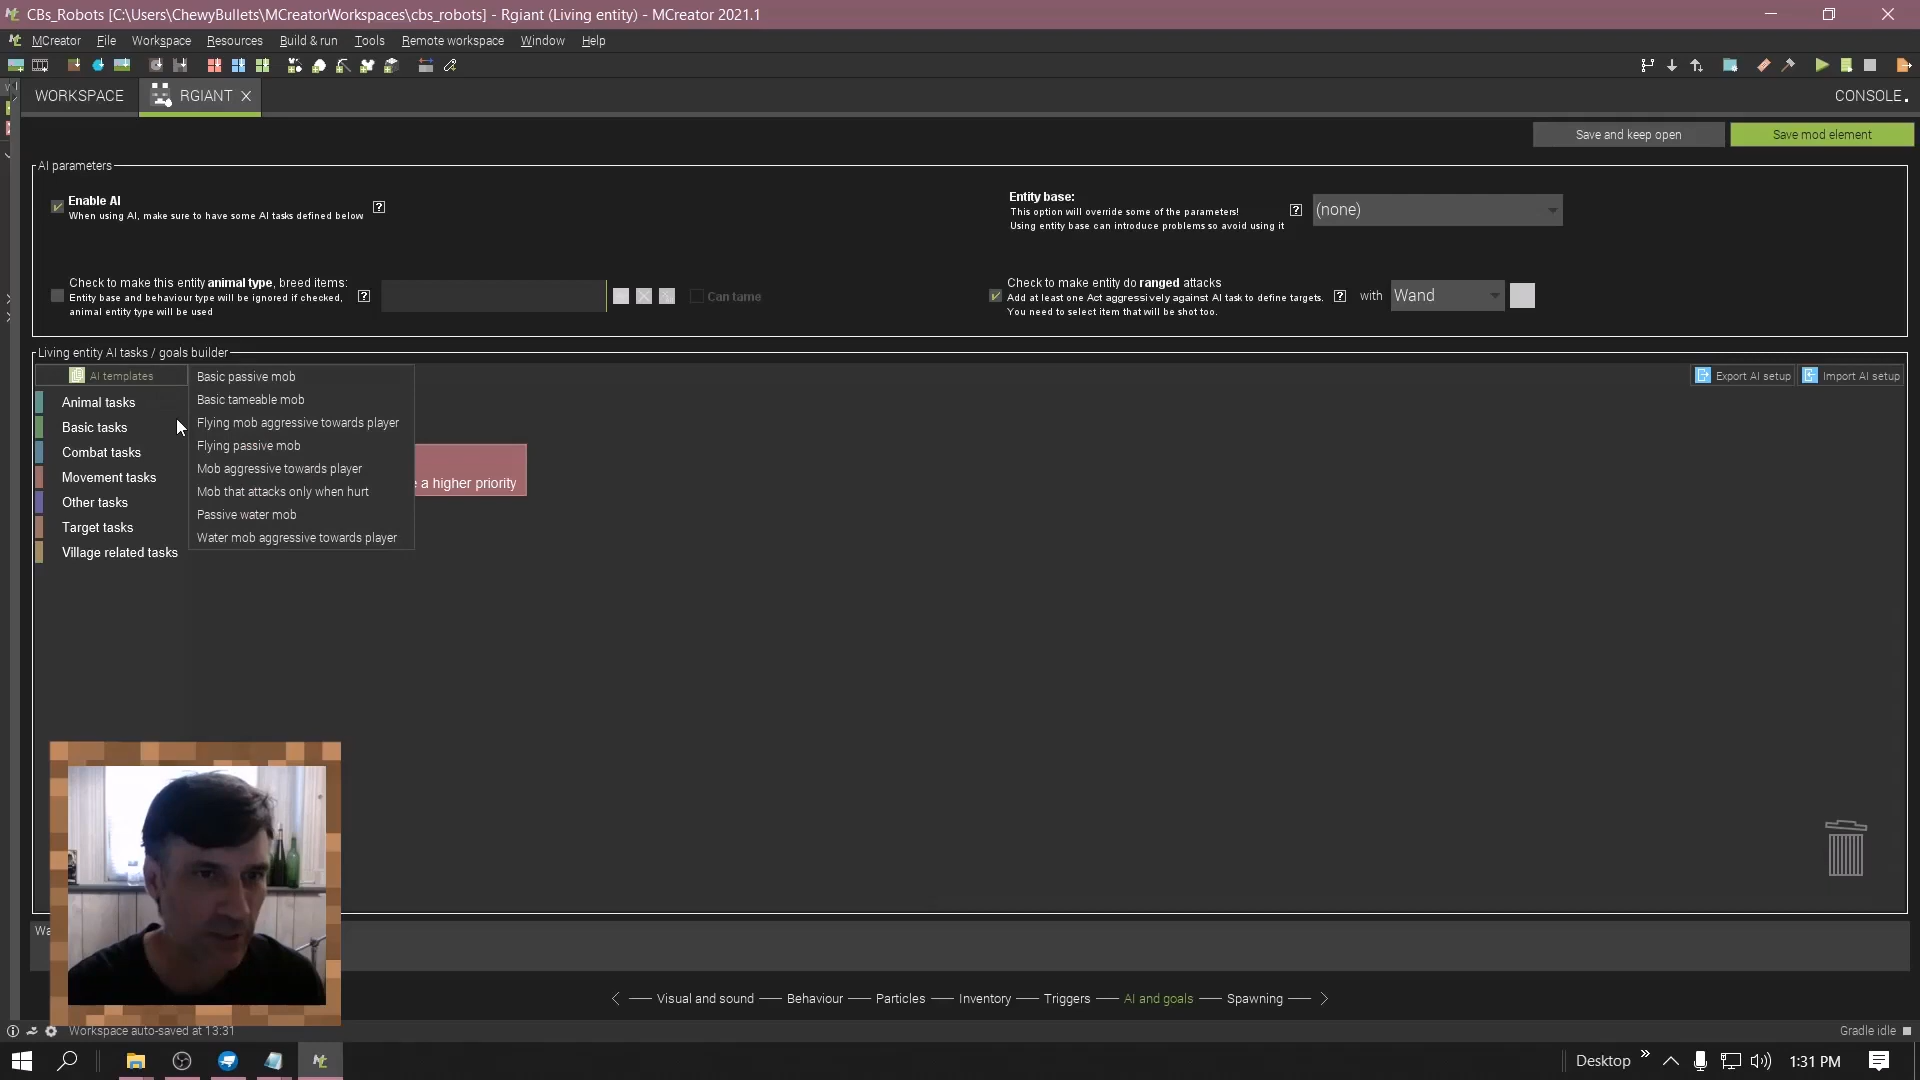 CBs_Robots [C:\Users\ChewyBullets\MCreatorWorkspaces\cbs_robots] - Rgiant (Living entity) - MCreator 2021.1
MCreator File Workspace Resources Build & run Tools Remote workspace Window Help
WORKSPACE RGIANT CONSOLE
Save and keep open Save mod element
AI parameters
Enable AI
When using AI, make sure to have some AI tasks defined below
Entity base:
This option will override some of the parameters!
Using entity base can introduce problems so avoid using it
(none)
Check to make this entity animal type, breed items:
Entity base and behaviour type will be ignored if checked,
animal entity type will be used
Can tame
Check to make entity do ranged attacks
Add at least one Act aggressively against AI task to define targets.
You need to select item that will be shot too.
with Wand
Living entity AI tasks / goals builder
AI templates
Export AI setup Import AI setup
Animal tasks
Basic tasks
Combat tasks
Movement tasks
Other tasks
Target tasks
Village related tasks
Basic passive mob
Basic tameable mob
Flying mob aggressive towards player
Flying passive mob
Mob aggressive towards player
Mob that attacks only when hurt
Passive water mob
Water mob aggressive towards player
a higher priority
Visual and sound Behaviour Particles Inventory Triggers AI and goals Spawning
Workspace auto-saved at 13:31
Gradle idle
Desktop 1:31 PM